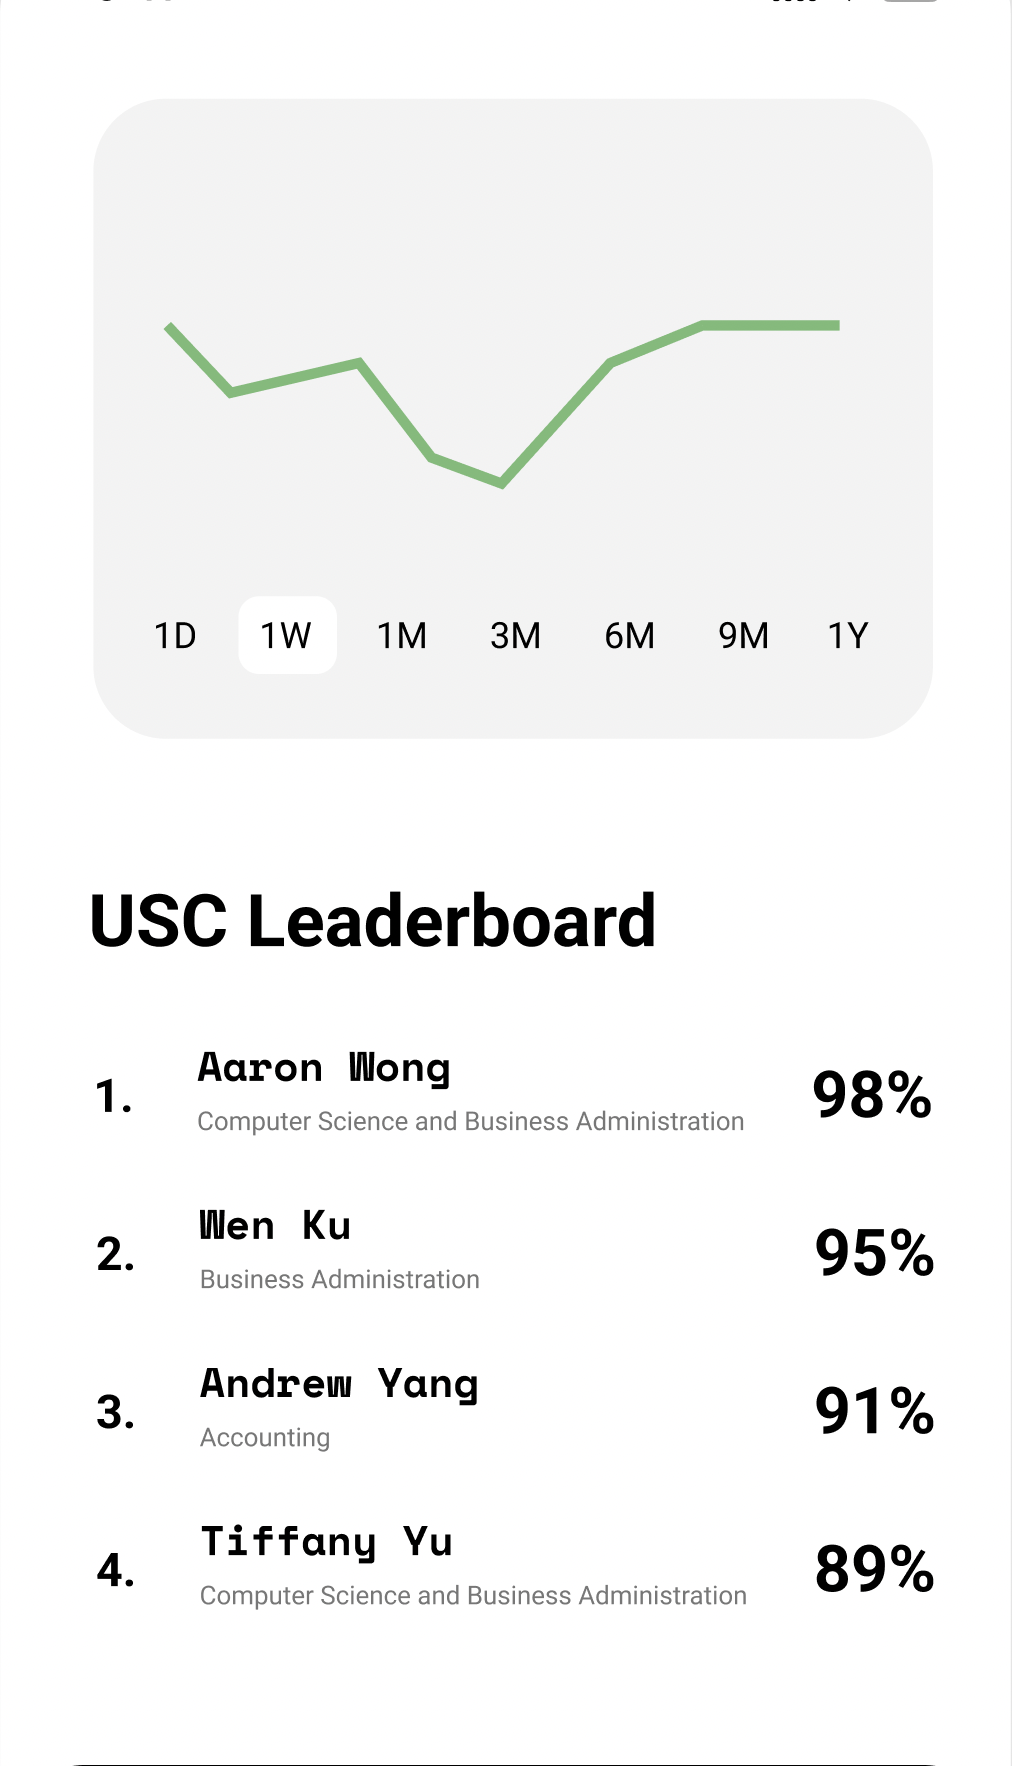 1D 1W 1M 3M 6M 9M 1Y
USC Leaderboard
1. Aaron Wong 98%
Computer Science and Business Administration
2. Wen Ku 95%
Business Administration
3. Andrew Yang 91%
Accounting
4. Tiffany Yu 89%
Computer Science and Business Administration